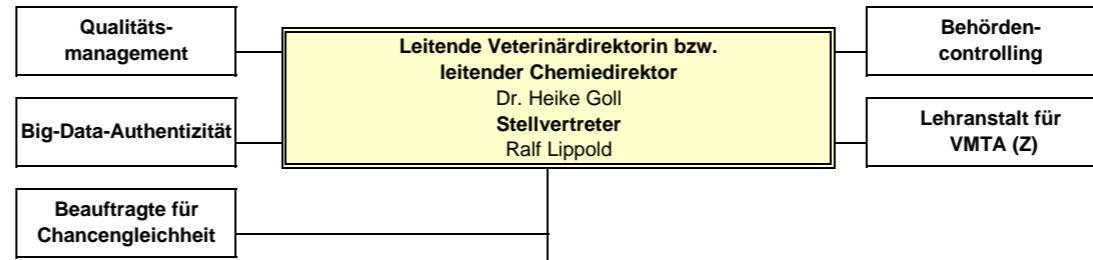 Qualitäts-
management
Big-Data-Authentizität
Beauftragte für
Chancengleichheit
Leitende Veterinärdirektorin bzw.
leitender Chemiedirektor
Dr. Heike Goll
Stellvertreter
Ralf Lippold
Behörden-
controlling
Lehranstalt für
VMTA (Z)